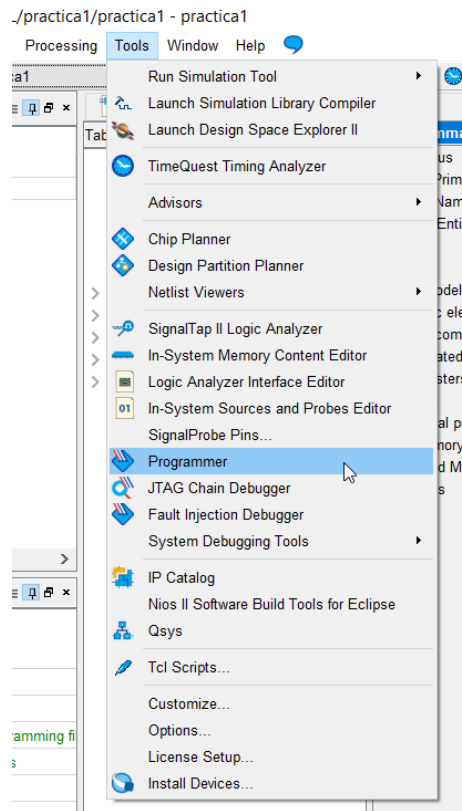 L/practica1/practica1 - practica1
Processing Tools Window Help
ca1
Run Simulation Tool
Launch Simulation Library Compiler
Tab
Launch Design Space Explorer II
TimeQuest Timing Analyzer
Advisors
Chip Planner
Design Partition Planner
Netlist Viewers
SignalTap II Logic Analyzer
In-System Memory Content Editor
Logic Analyzer Interface Editor
01 In-System Sources and Probes Editor
SignalProbe Pins...
Programmer
JTAG Chain Debugger
Fault Injection Debugger
System Debugging Tools
IP Catalog
Nios II Software Build Tools for Eclipse
Qsys
Tcl Scripts...
Customize...
Options...
License Setup...
Install Devices...